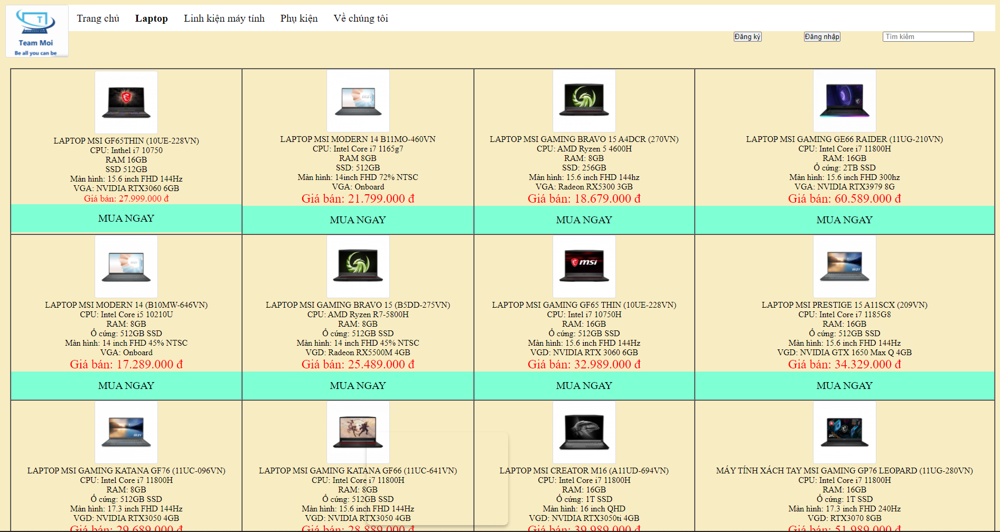 Team Moi
Be all you can be
Trang chủ
Laptop
Linh kiện máy tính
Phụ kiện
Về chúng tôi
Đăng ký
Đăng nhập
Tìm kiếm
LAPTOP MSI GF65THIN (10UE-228VN)
CPU: Inthel i7 10750
RAM 16GB
SSD 512GB
Màn hình: 15.6 inch FHD 144Hz
VGA: NVIDIA RTX3060 6GB
Giá bán: 27.999.000 đ
MUA NGAY
LAPTOP MSI MODERN 14 B11MO-460VN
CPU: Intel Core i7 1165g7
RAM 8GB
SSD: 512GB
Màn hình: 14inch FHD 72% NTSC
VGA: Onboard
Giá bán: 21.799.000 đ
MUA NGAY
LAPTOP MSI GAMING BRAVO 15 A4DCR (270VN)
CPU: AMD Ryzen 5 4600H
RAM: 8GB
SSD: 256GB
Màn hình: 15.6 inch FHD 144hz
VGA: Radeon RX5300 3GB
Giá bán: 18.679.000 đ
MUA NGAY
LAPTOP MSI GAMING GE66 RAIDER (11UG-210VN)
CPU: Intel Core i7 11800H
RAM: 16GB
Ổ cứng: 2TB SSD
Màn hình: 15.6 inch FHD 300hz
VGA: NVIDIA RTX3979 8G
Giá bán: 60.589.000 đ
MUA NGAY
LAPTOP MSI MODERN 14 (B10MW-646VN)
CPU: Intel Core i5 10210U
RAM: 8GB
Ổ cứng: 512GB SSD
Màn hình: 14 inch FHD 45% NTSC
VGA: Onboard
Giá bán: 17.289.000 đ
MUA NGAY
LAPTOP MSI GAMING BRAVO 15 (B5DD-275VN)
CPU: AMD Ryzen R7-5800H
RAM: 8GB
Ổ cứng: 512GB SSD
Màn hình: 14 inch FHD 45% NTSC
VGD: Radeon RX5500M 4GB
Giá bán: 25.489.000 đ
MUA NGAY
msi
LAPTOP MSI GAMING GF65 THIN (10UE-228VN)
CPU: Intel i7 10750H
RAM: 16GB
Ổ cứng: 512GB SSD
Màn hình: 15.6 inch FHD 144Hz
VGD: NVIDIA RTX 3060 6GB
Giá bán: 32.989.000 đ
MUA NGAY
msi
LAPTOP MSI PRESTIGE 15 A11SCX (209VN)
CPU: Intel Core i7 1185G8
RAM: 16GB
Ổ cứng: 512GB SSD
Màn hình: 15.6 inch FHD 144Hz
VGD: NVIDIA GTX 1650 Max Q 4GB
Giá bán: 34.329.000 đ
MUA NGAY
msi
LAPTOP MSI GAMING KATANA GF76 (11UC-096VN)
CPU: Intel Core i7 11800H
RAM: 8GB
Ổ cứng: 512GB SSD
Màn hình: 17.3 inch FHD 144Hz
VGD: NVIDIA RTX3050 4GB
Giá bán: 29.689.000 đ
LAPTOP MSI GAMING KATANA GF66 (11UC-641VN)
CPU: Intel Core i7 11800H
RAM: 8GB
Ổ cứng: 512GB SSD
Màn hình: 15.6 inch FHD 144Hz
VGD: NVIDIA RTX3050 4GB
Giá bán: 28.889.000 đ
LAPTOP MSI CREATOR M16 (A11UD-694VN)
CPU: Intel Core i7 11800H
RAM: 16GB
Ổ cứng: 1T SSD
Màn hình: 16 inch QHD
VGD: NVIDIA RTX3050ti 4GB
Giá bán: 39.989.000 đ
MÁY TÍNH XÁCH TAY MSI GAMING GP76 LEOPARD (11UG-280VN)
CPU: Intel Core i7 11800H
RAM: 16GB
Ổ cứng: 1T SSD
Màn hình: 17.3 inch FHD 240Hz
VGD: RTX3070 8GB
Giá bán: 51.989.000 đ